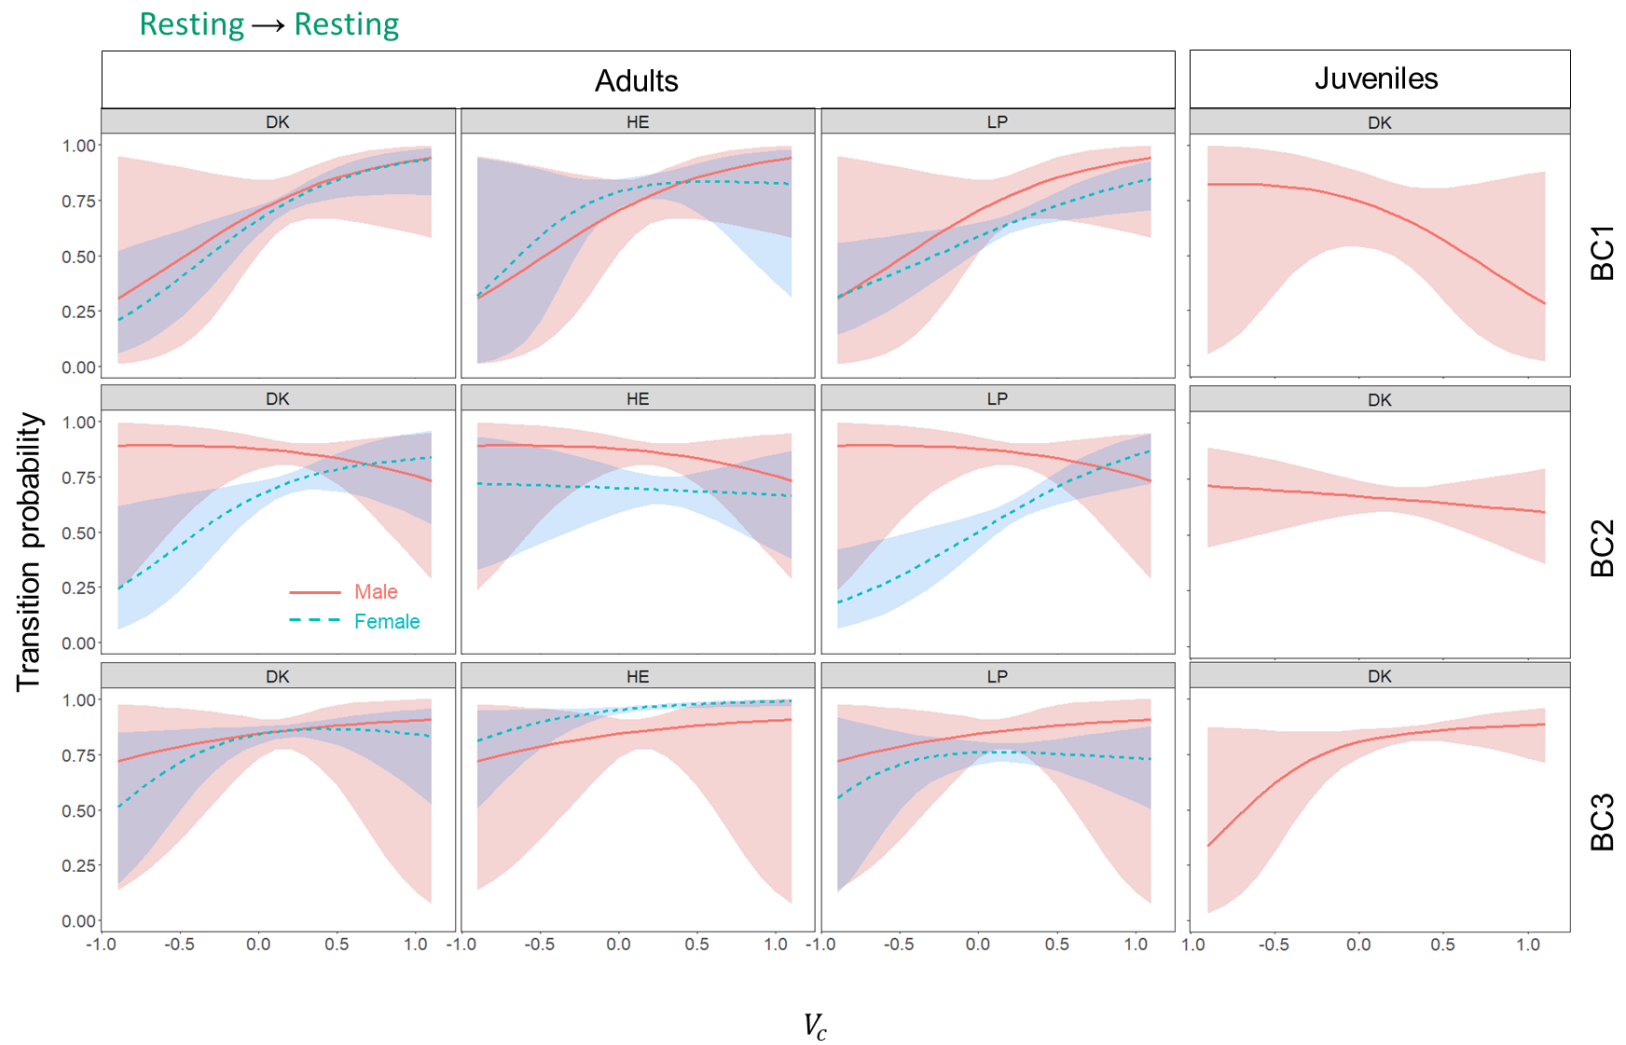 Resting → Resting
Adults
Juveniles
DK HE LP DK
1.00
0.75
0.50
0.25
0.00
BC1
DK HE LP DK
1.00
0.75
0.50
0.25
0.00
Male
Female
BC2
Transition probability
DK HE LP DK
1.00
0.75
0.50
0.25
0.00
BC3
-1.0 -0.5 0.0 0.5 1.0 -1.0 -0.5 0.0 0.5 1.0 -1.0 -0.5 0.0 0.5 1.0 1.0 -0.5 0.0 0.5 1.0
Vc